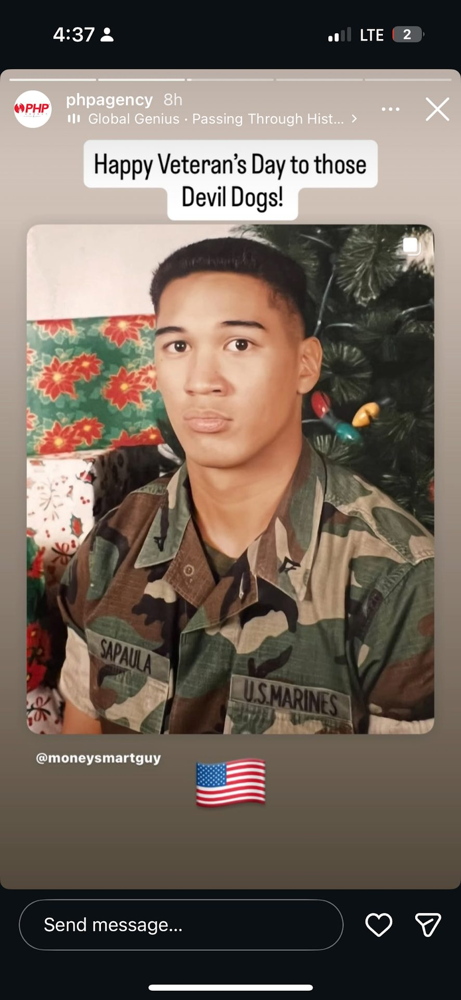 4:37
LTE
2
PHP
phpagency 8h
Global Genius · Passing Through Hist...
Happy Veteran's Day to those
Devil Dogs!
SAPAULA
U.S.MARINES
@moneysmartguy
Send message...